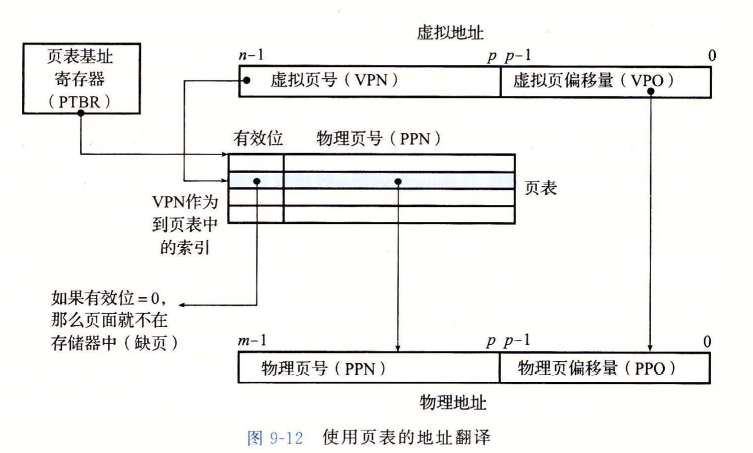 虚拟地址
页表基址
寄存器
（PTBR）
n-1
p p-1
0
虚拟页号（VPN）
虚拟页偏移量（VPO）
有效位
物理页号（PPN）
页表
VPN作为
到页表中
的索引
如果有效位=0，
那么页面就不在
存储器中（缺页）
m-1
p p-1
0
物理页号（PPN）
物理页偏移量（PPO）
物理地址
图 9-12 使用页表的地址翻译